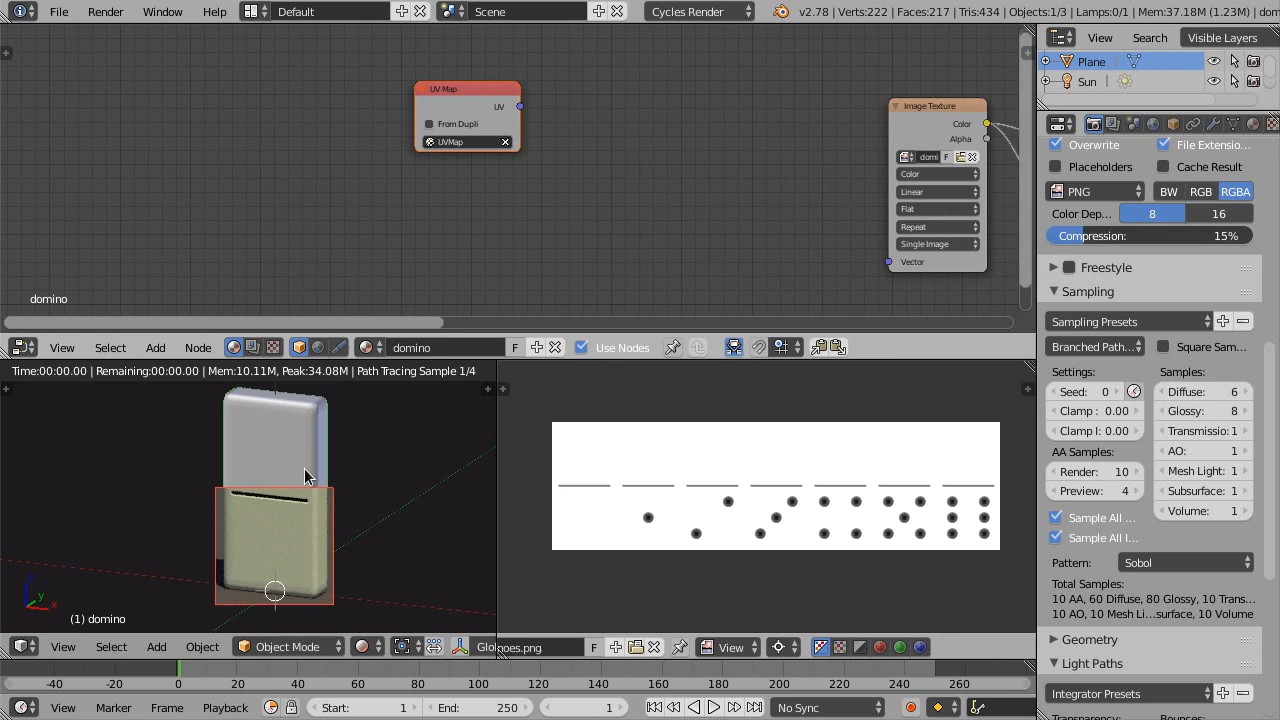 File Render Window Help Default Scene Cycles Render v2.78 | Verts:222 | Faces:217 | Tris:434 | Objects:1/3 | Lamps:0/1 | Mem:37.18M (1.23M) | dom
View Search Visible Layers
Plane
Sun
UV Map
UV
From Dupli
UVMap
Image Texture
Color
Alpha
domi F
Color
Linear
Flat
Repeat
Single Image
Vector
domino
View Select Add Node domino F Use Nodes
Overwrite File Extensio...
Placeholders Cache Result
PNG BW RGB RGBA
Color Dep... 8 16
Compression: 15%
Freestyle
Sampling
Sampling Presets
Branched Path... Square Sam...
Settings: Samples:
Seed: 0 Diffuse: 6
Clamp : 0.00 Glossy: 8
Clamp I: 0.00 Transmissio: 1
AA Samples: AO: 1
Render: 10 Mesh Light: 1
Preview: 4 Subsurface: 1
Sample All ... Volume: 1
Sample All I...
Pattern: Sobol
Total Samples:
10 AA, 60 Diffuse, 80 Glossy, 10 Trans...
10 AO, 10 Mesh Li...surface, 10 Volume
Geometry
Light Paths
Integrator Presets
Time:00:00.00 | Remaining:00:00.00 | Mem:10.11M, Peak:34.08M | Path Tracing Sample 1/4
(1) domino
View Select Add Object Object Mode Glo
noes.png F View
-40 -20 0 20 40 60 80 100 120 140 160 180 200 220 240 260
View Marker Frame Playback Start: 1 End: 250 1 No Sync